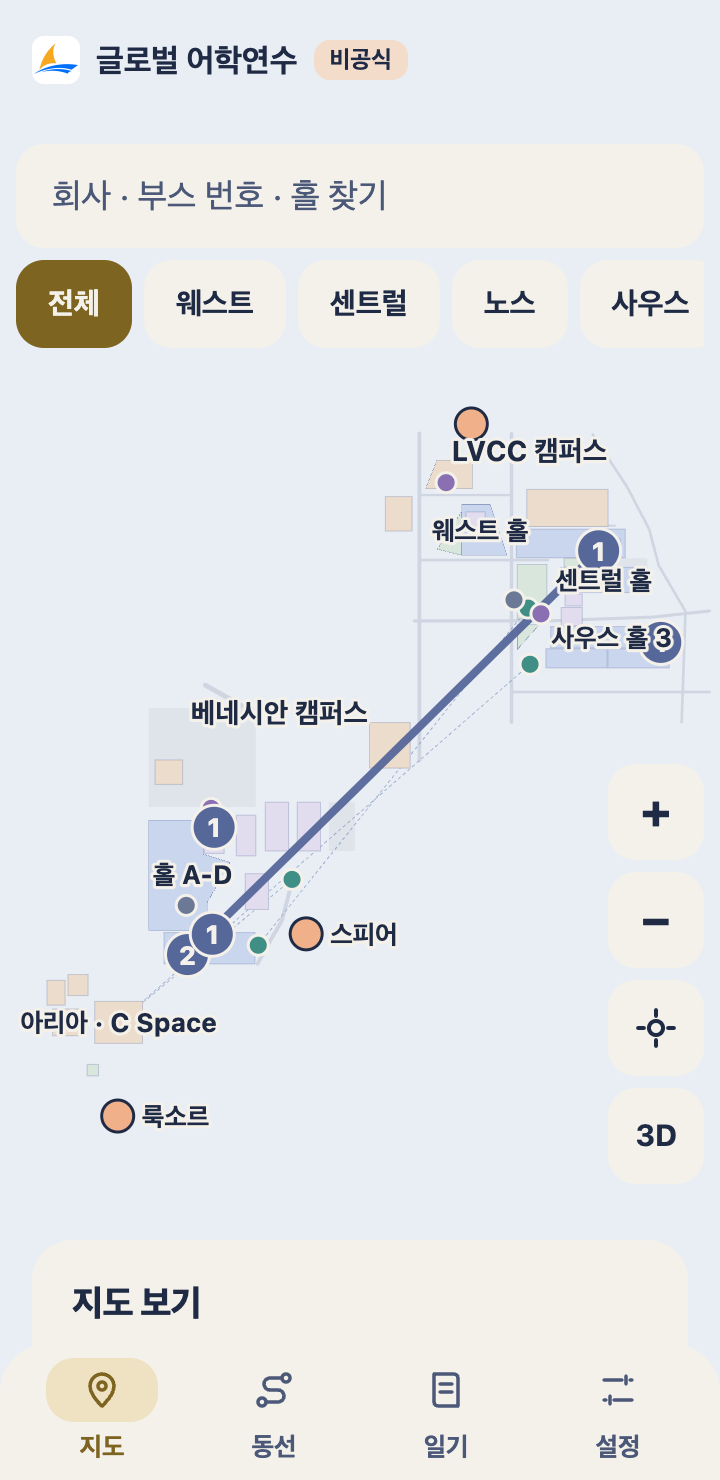 글로벌 어학연수 비공식
회사 · 부스 번호 · 홀 찾기
전체 웨스트 센트럴 노스 사우스
LVCC 캠퍼스
웨스트 홀
1
센트럴 홀
사우스 홀 3
베네시안 캠퍼스
1
홀 A-D
1
2
스피어
아리아 · C Space
룩소르
+
−
3D
지도 보기
지도 동선 일기 설정